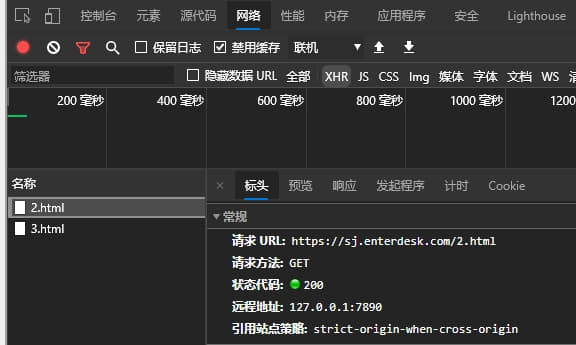 控制台 元素 源代码 网络 性能 内存 应用程序 安全 Lighthouse
保留日志 禁用缓存 联机
筛选器 隐藏数据 URL 全部 XHR JS CSS Img 媒体 字体 文档 WS
200 毫秒 400 毫秒 600 毫秒 800 毫秒 1000 毫秒 1200
名称 × 标头 预览 响应 发起程序 计时 Cookie
2.html
3.html
常规
请求 URL: https://sj.enterdesk.com/2.html
请求方法: GET
状态代码: 200
远程地址: 127.0.0.1:7890
引用站点策略: strict-origin-when-cross-origin